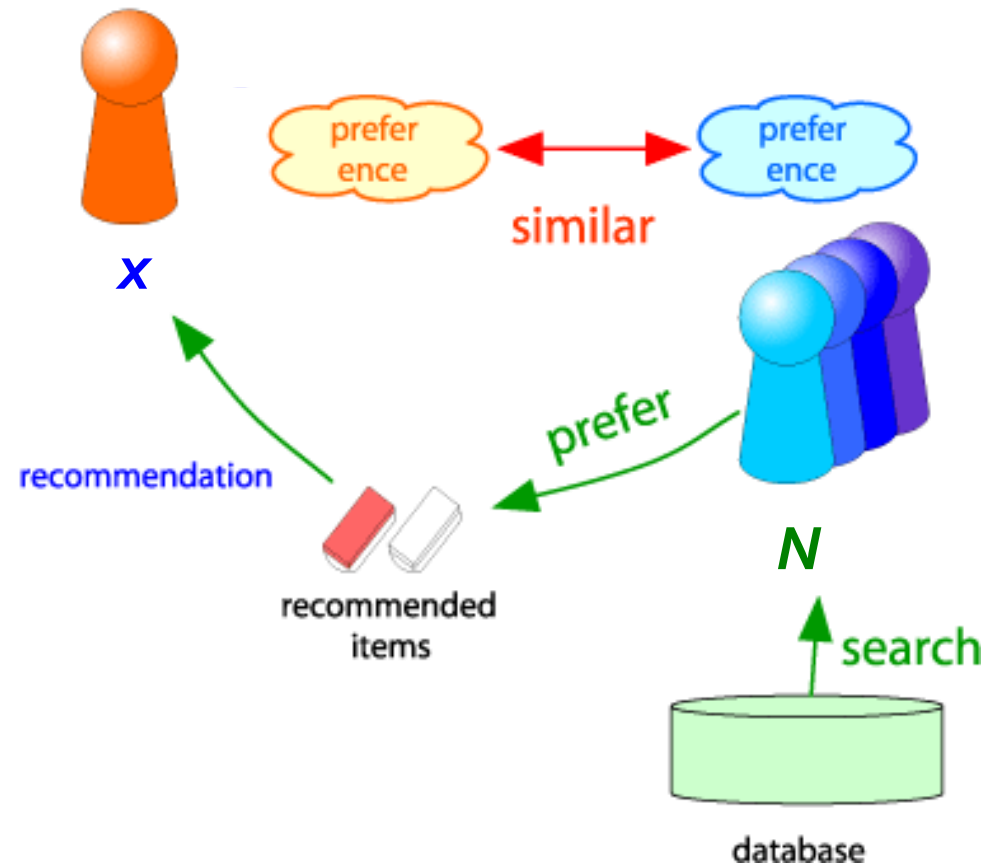 prefer
ence
prefer
ence
similar
x
prefer
recommendation
N
recommended
items
search
database